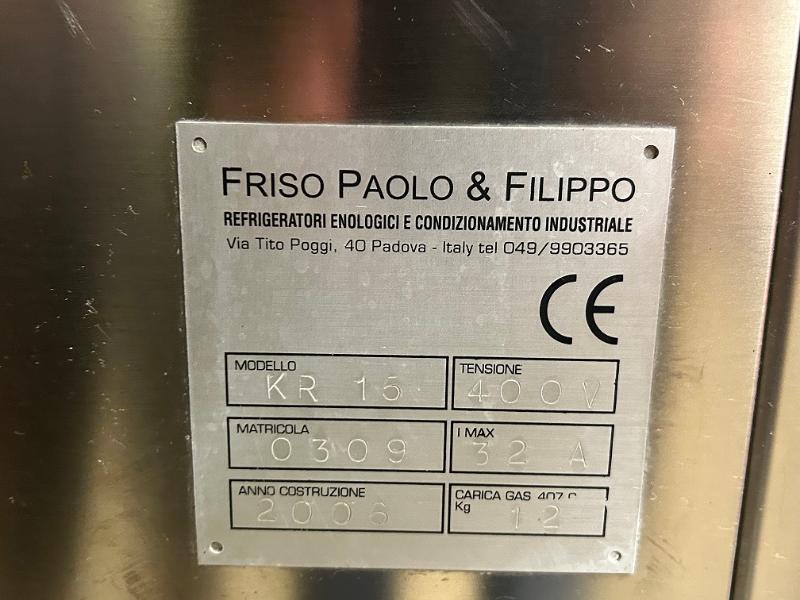 FRISO PAOLO & FILIPPO
REFRIGERATORI ENOLOGICI E CONDIZIONAMENTO INDUSTRIALE
Via Tito Poggi, 40 Padova - Italy tel 049/9903365
CE
MODELLO
KR 15
TENSIONE
400V
MATRICOLA
0309
I MAX
32 A
ANNO COSTRUZIONE
2006
CARICA GAS 407 C
Kg 12